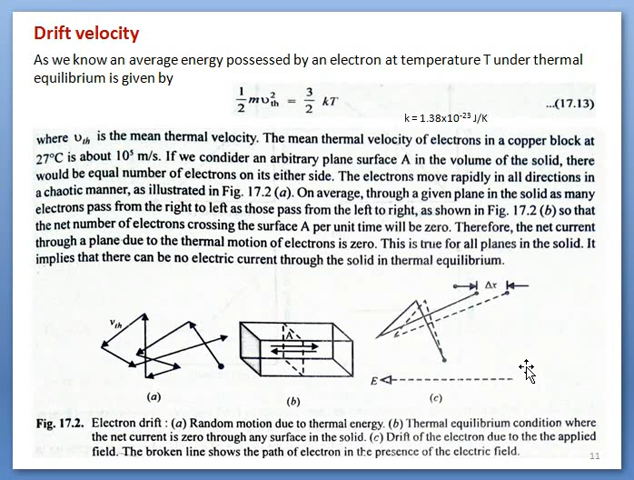 Drift velocity
As we know an average energy possessed by an electron at temperature T under thermal
equilibrium is given by
1/2 mυ²th = 3/2 kT ...(17.13)
k = 1.38x10⁻²³ J/K
where υth is the mean thermal velocity. The mean thermal velocity of electrons in a copper block at
27°C is about 10⁵ m/s. If we condider an arbitrary plane surface A in the volume of the solid, there
would be equal number of electrons on its either side. The electrons move rapidly in all directions in
a chaotic manner, as illustrated in Fig. 17.2 (a). On average, through a given plane in the solid as many
electrons pass from the right to left as those pass from the left to right, as shown in Fig. 17.2 (b) so that
the net number of electrons crossing the surface A per unit time will be zero. Therefore, the net current
through a plane due to the thermal motion of electrons is zero. This is true for all planes in the solid. It
implies that there can be no electric current through the solid in thermal equilibrium.
Δx
vth
A
E
(a) (b) (c)
Fig. 17.2. Electron drift : (a) Random motion due to thermal energy. (b) Thermal equilibrium condition where
the net current is zero through any surface in the solid. (c) Drift of the electron due to the the applied
field. The broken line shows the path of electron in the presence of the electric field.
11